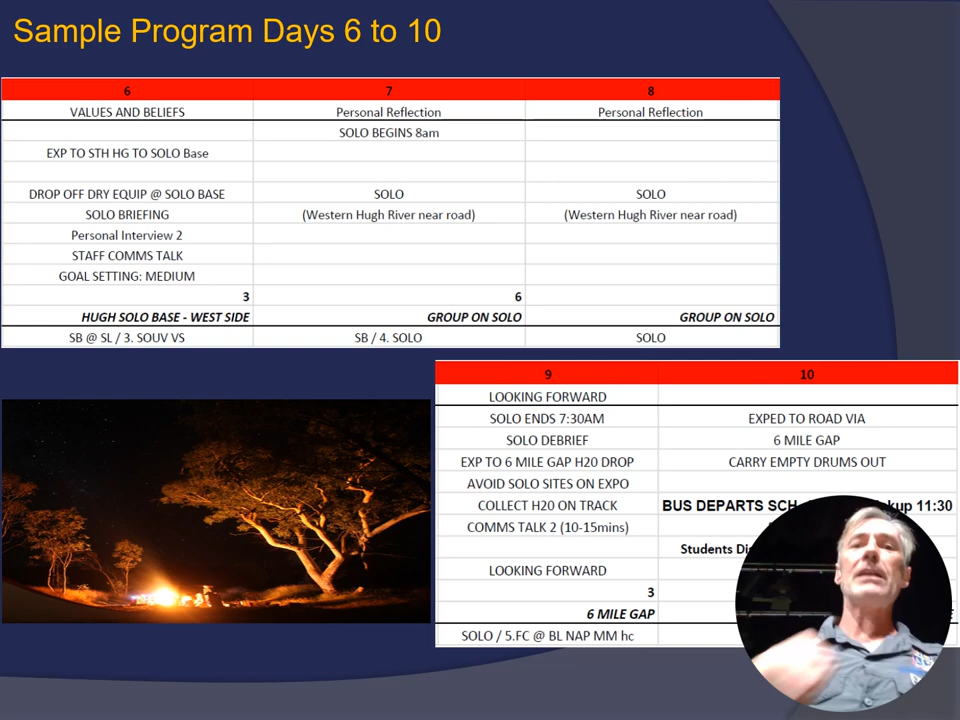 Sample Program Days 6 to 10
6 7 8
VALUES AND BELIEFS Personal Reflection Personal Reflection
SOLO BEGINS 8am
EXP TO STH HG TO SOLO Base
DROP OFF DRY EQUIP @ SOLO BASE SOLO SOLO
SOLO BRIEFING (Western Hugh River near road) (Western Hugh River near road)
Personal Interview 2
STAFF COMMS TALK
GOAL SETTING: MEDIUM
3 6
HUGH SOLO BASE - WEST SIDE GROUP ON SOLO GROUP ON SOLO
SB @ SL / 3. SOUV VS SB / 4. SOLO SOLO
9 10
LOOKING FORWARD
SOLO ENDS 7:30AM EXPED TO ROAD VIA
SOLO DEBRIEF 6 MILE GAP
EXP TO 6 MILE GAP H20 DROP CARRY EMPTY DRUMS OUT
AVOID SOLO SITES ON EXPO
COLLECT H20 ON TRACK BUS DEPARTS 11:30
COMMS TALK 2 (10-15mins)
Students
LOOKING FORWARD
3
6 MILE GAP
SOLO / 5.FC @ BL NAP MM hc